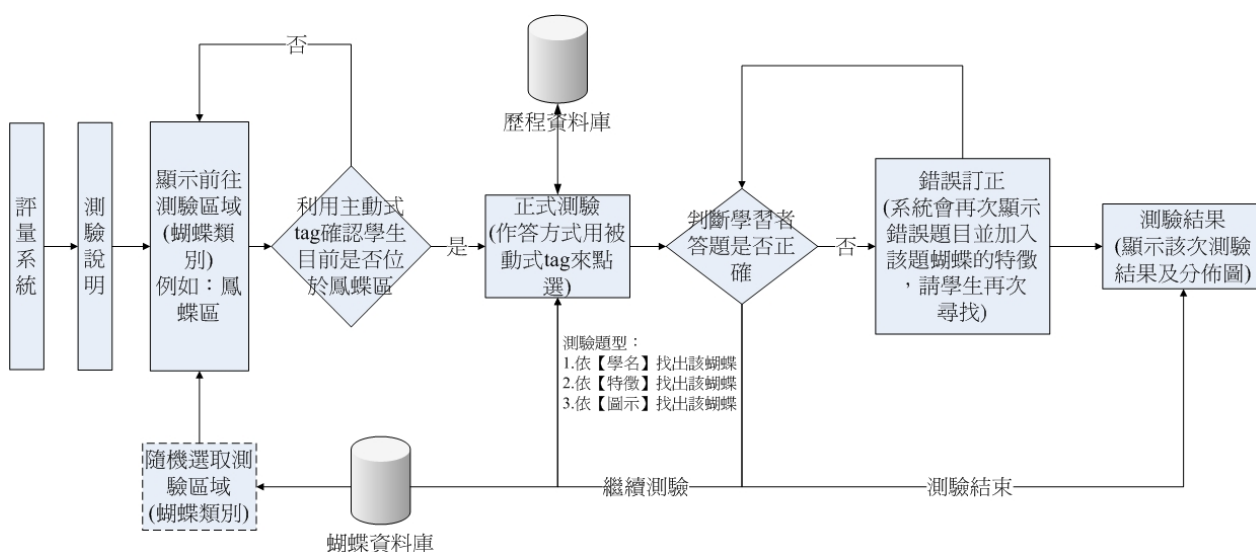 否
歷程資料庫
評
量
系
統
測
驗
說
明
顯示前往
測驗區域
(蝴蝶類
別)
例如：鳳
蝶區
利用主動式
tag確認學生
目前是否位
於鳳蝶區
是
正式測驗
(作答方式用被
動式tag來點
選)
判斷學習者
答題是否正
確
否
錯誤訂正
(系統會再次顯示
錯誤題目並加入
該題蝴蝶的特徵
，請學生再次
尋找)
測驗結果
(顯示該次測驗
結果及分佈圖)
測驗題型：
1.依【學名】找出該蝴蝶
2.依【特徵】找出該蝴蝶
3.依【圖示】找出該蝴蝶
隨機選取測
驗區域
(蝴蝶類別)
蝴蝶資料庫
繼續測驗
測驗結束